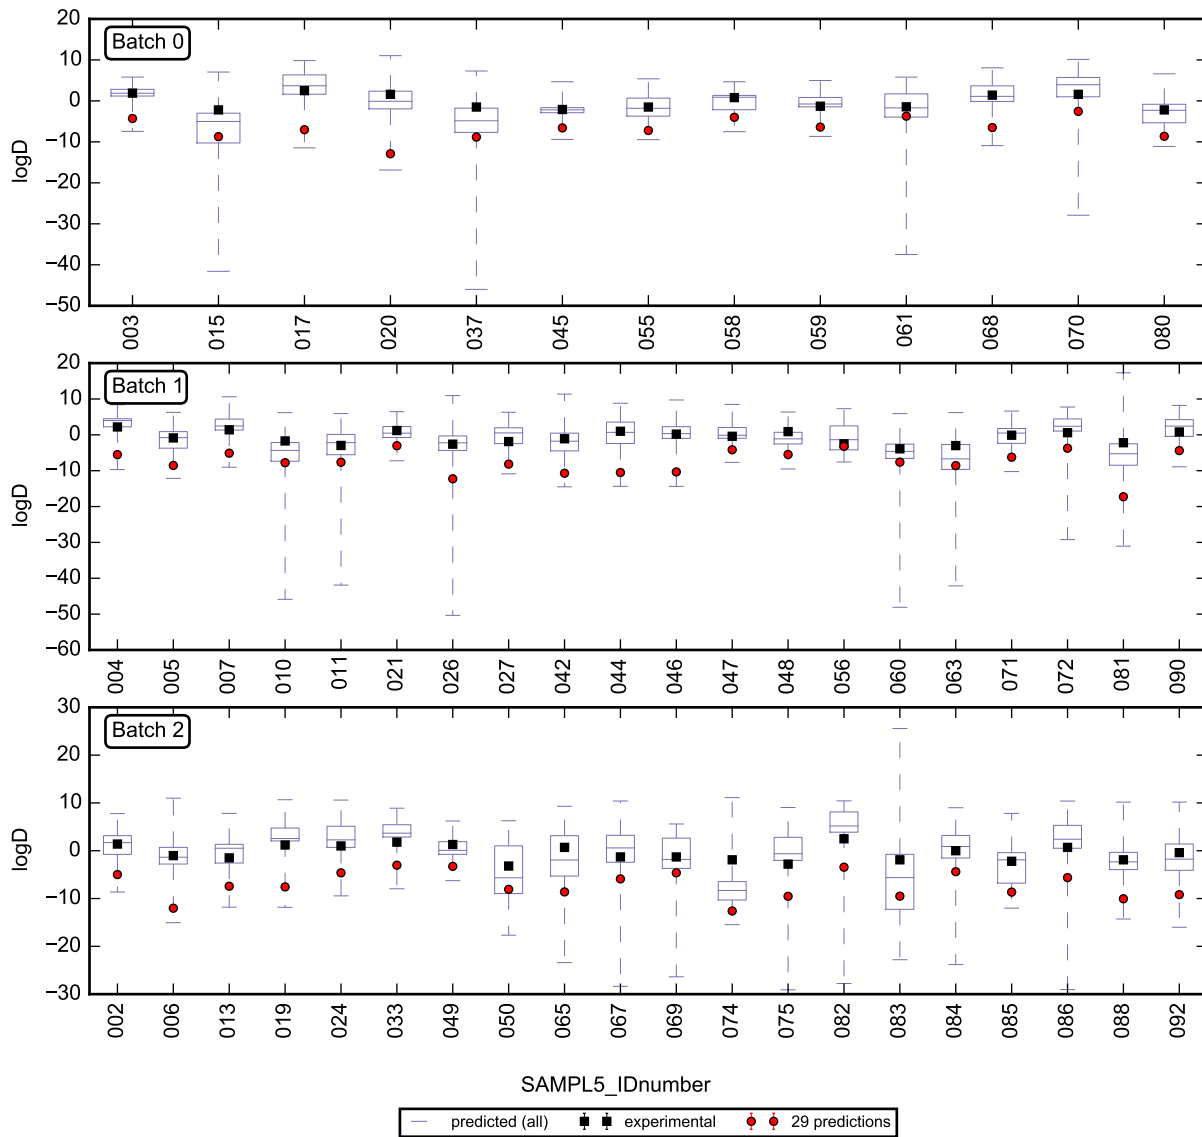 20
Batch 0
10
0
−10
−20
−30
−40
−50
logD
003 015 017 020 037 045 055 058 059 061 068 070 080
20
Batch 1
10
0
−10
−20
−30
−40
−50
−60
logD
004 005 007 010 011 021 026 027 042 044 046 047 048 056 060 063 071 072 081 090
30
Batch 2
20
10
0
−10
−20
−30
logD
002 006 013 019 024 033 049 050 065 067 069 074 075 082 083 084 085 086 088 092
SAMPL5_IDnumber
predicted (all) experimental 29 predictions